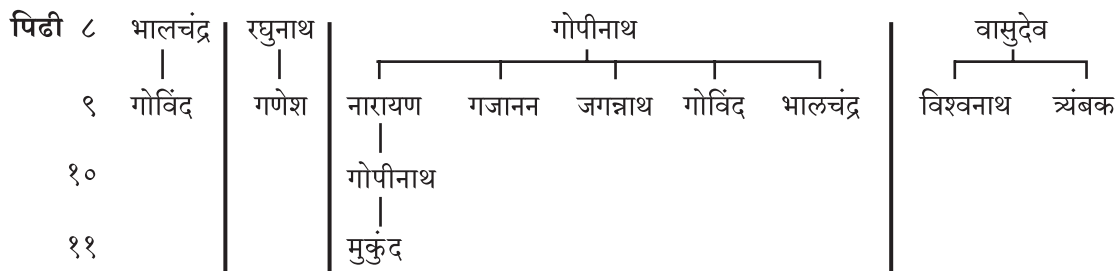 पिढी ८ भालचंद्र रघुनाथ गोपीनाथ वासुदेव
९ गोविंद गणेश नारायण गजानन जगन्नाथ गोविंद भालचंद्र विश्वनाथ त्र्यंबक
१० गोपीनाथ
११ मुकुंद